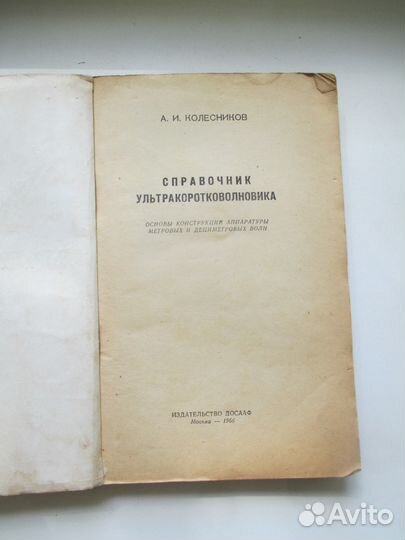 А. И. КОЛЕСНИКОВ
СПРАВОЧНИК
УЛЬТРАКОРОТКОВОЛНОВИКА
ОСНОВЫ КОНСТРУКЦИИ АППАРАТУРЫ
МЕТРОВЫХ И ДЕЦИМЕТРОВЫХ ВОЛН
ИЗДАТЕЛЬСТВО ДОСААФ
Москва — 1966
Avito